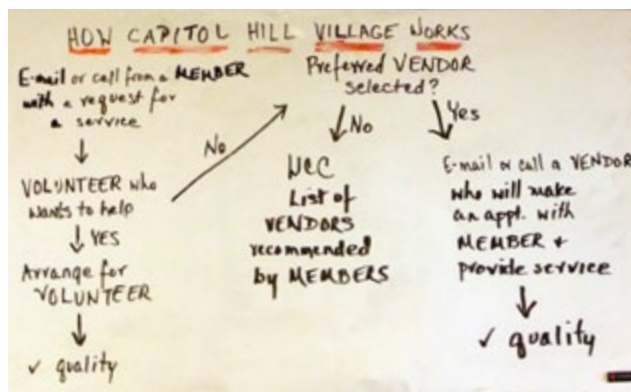 HOW CAPITOL HILL VILLAGE WORKS
E-mail or call from a MEMBER
with a request for
a service
VOLUNTEER who
wants to help
YES
Arrange for
VOLUNTEER
✓ quality
No
Preferred VENDOR
selected?
No
List of
VENDORS
recommended
by MEMBERS
Yes
E-mail or call a VENDOR
who will make
an appt. with
MEMBER +
provide service
✓ quality